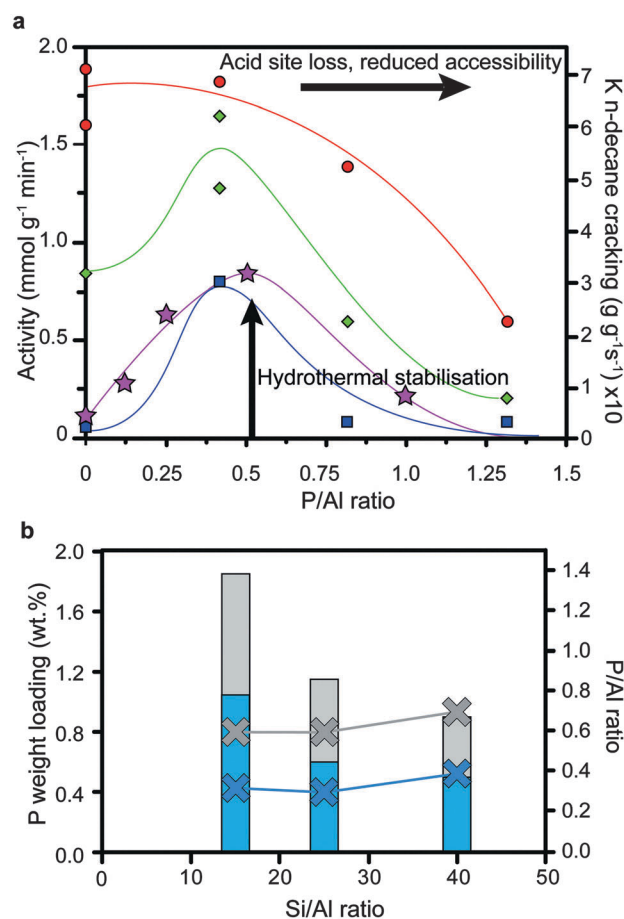 a
Acid site loss, reduced accessibility
Hydrothermal stabilisation
Activity (mmol g⁻¹ min⁻¹)
2.0
1.5
1.0
0.5
0
K n-decane cracking (g g⁻¹s⁻¹) x10
7
6
5
4
3
2
1
0
0 0.25 0.5 0.75 1.0 1.25 1.5
P/Al ratio
b
P weight loading (wt.%)
2.0
1.6
1.2
0.8
0.4
0.0
P/Al ratio
1.4
1.2
1.0
0.8
0.6
0.4
0.2
0.0
0 10 20 30 40 50
Si/Al ratio